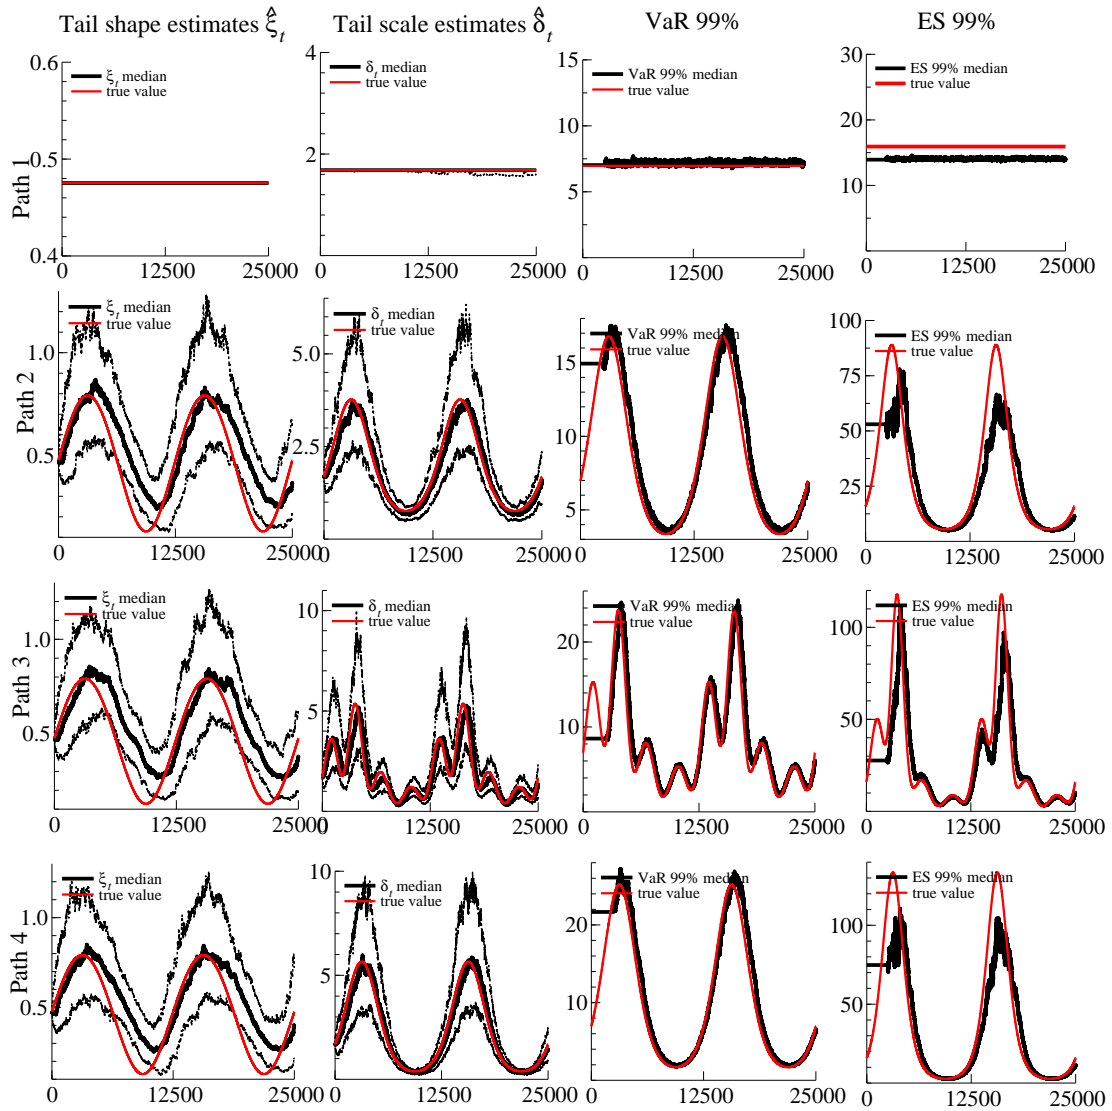 Tail shape estimates ξ̂t Tail scale estimates δ̂t VaR 99% ES 99%
Path 1
0.6
0.5
0.4
ξt median
true value
0 12500 25000
4
2
δt median
true value
0 12500 25000
15
10
5
VaR 99% median
true value
0 12500 25000
30
20
10
ES 99% median
true value
0 12500 25000
Path 2
1.0
0.5
ξt median
true value
0 12500 25000
5.0
2.5
δt median
true value
0 12500 25000
17
10
3
VaR 99% median
true value
0 12500 25000
100
75
50
25
ES 99% median
true value
0 12500 25000
Path 3
1.0
0.5
ξt median
true value
0 12500 25000
10
5
δt median
true value
0 12500 25000
22
8
VaR 99% median
true value
0 12500 25000
100
50
ES 99% median
true value
0 12500 25000
Path 4
1.0
0.5
ξt median
true value
0 12500 25000
10
5
δt median
true value
0 12500 25000
22
10
VaR 99% median
true value
0 12500 25000
100
50
ES 99% median
true value
0 12500 25000